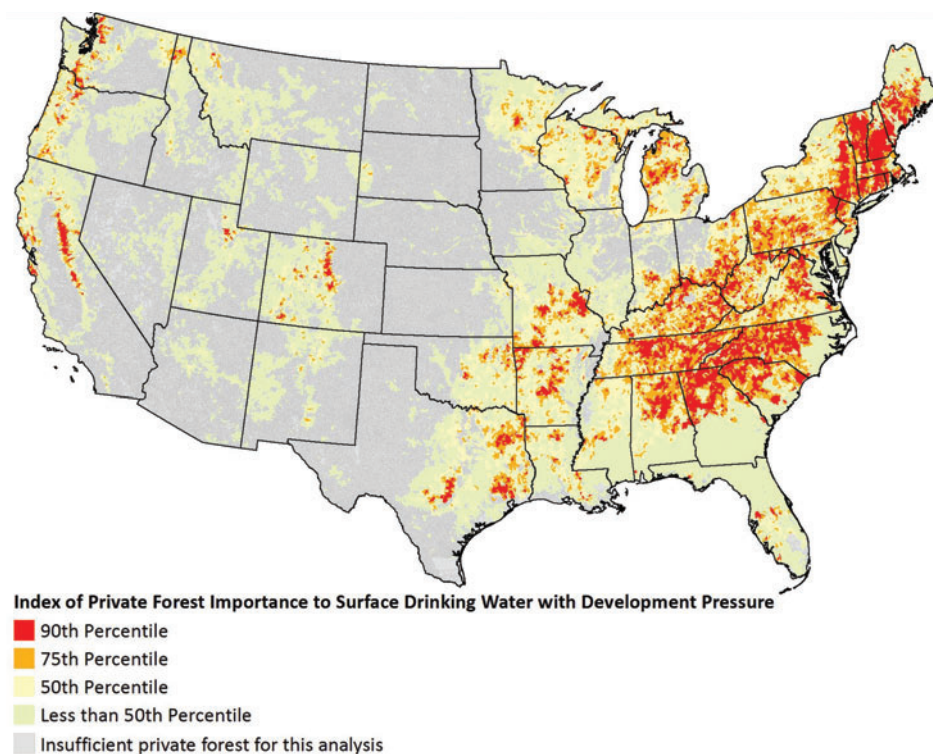 Index of Private Forest Importance to Surface Drinking Water with Development Pressure
90th Percentile
75th Percentile
50th Percentile
Less than 50th Percentile
Insufficient private forest for this analysis